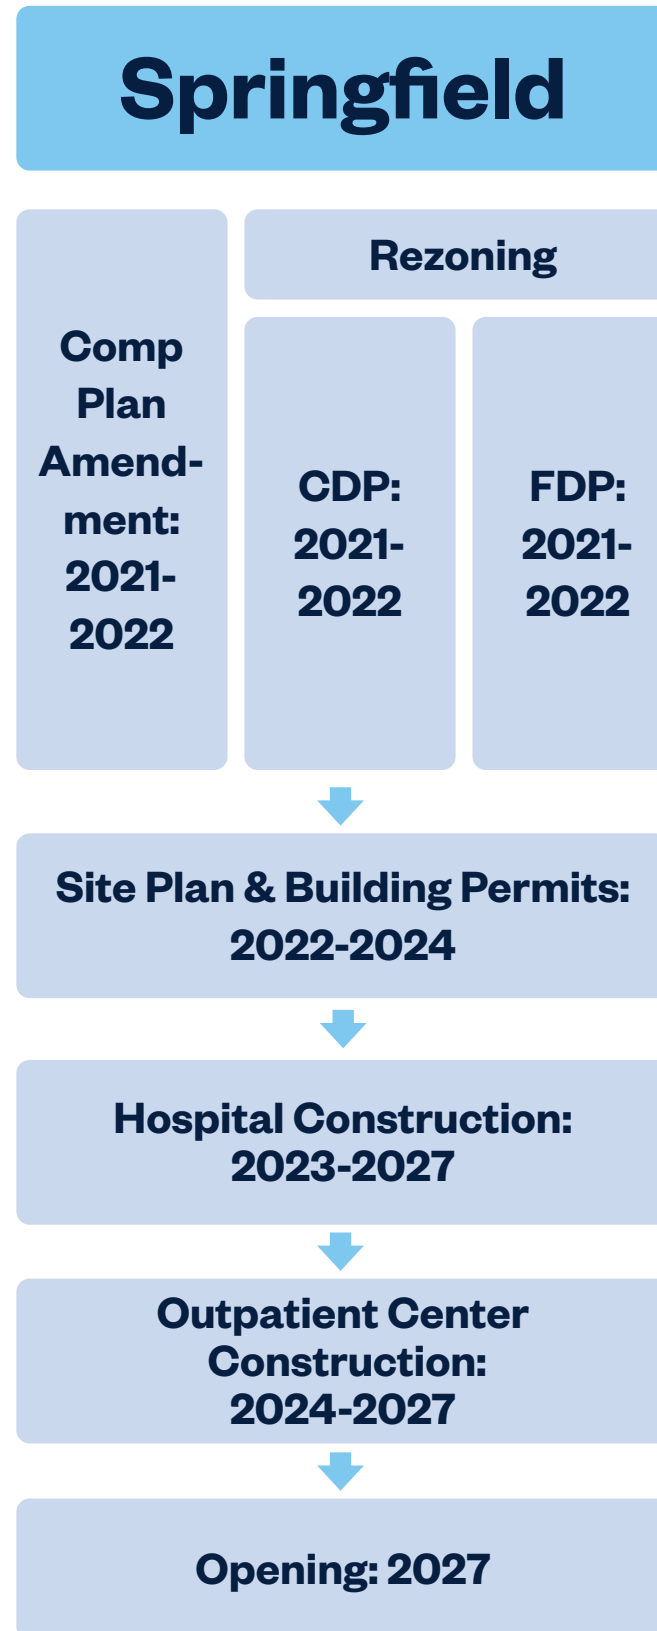 Springfield
Comp
Plan
Amend-
ment:
2021-
2022
Rezoning
CDP:
2021-
2022
FDP:
2021-
2022
Site Plan & Building Permits:
2022-2024
Hospital Construction:
2023-2027
Outpatient Center
Construction:
2024-2027
Opening: 2027